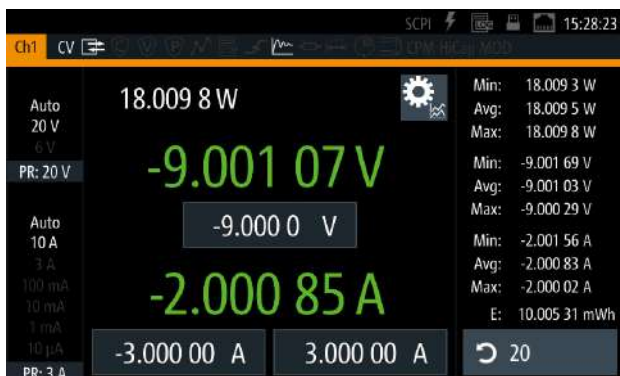 SCPI 15:28:23
Ch1 CV CPM HiCap MOD
Auto
20 V
6 V
PR: 20 V
Auto
10 A
3 A
100 mA
10 mA
1 mA
10 µA
PR: 3 A
18.009 8 W
-9.001 07 V
-9.000 0 V
-2.000 85 A
-3.000 00 A
3.000 00 A
Min: 18.009 3 W
Avg: 18.009 5 W
Max: 18.009 8 W
Min: -9.001 69 V
Avg: -9.001 03 V
Max: -9.000 29 V
Min: -2.001 56 A
Avg: -2.000 83 A
Max: -2.000 02 A
E: 10.005 31 mWh
20